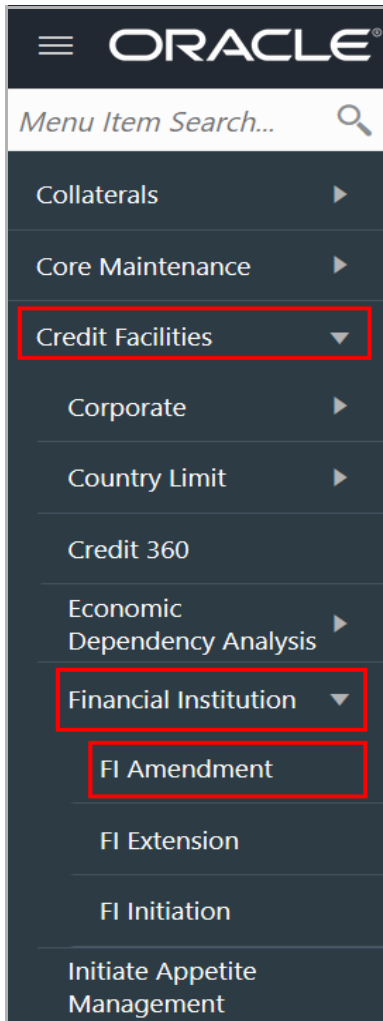 ORACLE®
Menu Item Search...
Collaterals
Core Maintenance
Credit Facilities
Corporate
Country Limit
Credit 360
Economic
Dependency Analysis
Financial Institution
FI Amendment
FI Extension
FI Initiation
Initiate Appetite
Management